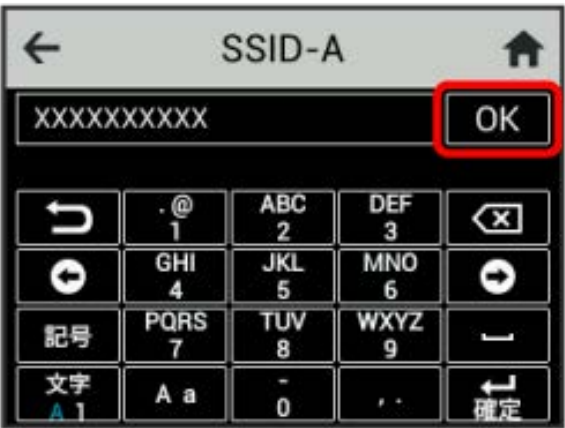 SSID-A
XXXXXXXXXX OK
.@ ABC DEF
1 2 3
GHI JKL MNO
4 5 6
記号 PQRS TUV WXYZ
7 8 9
文字 A a - , .
A 1 0 確定